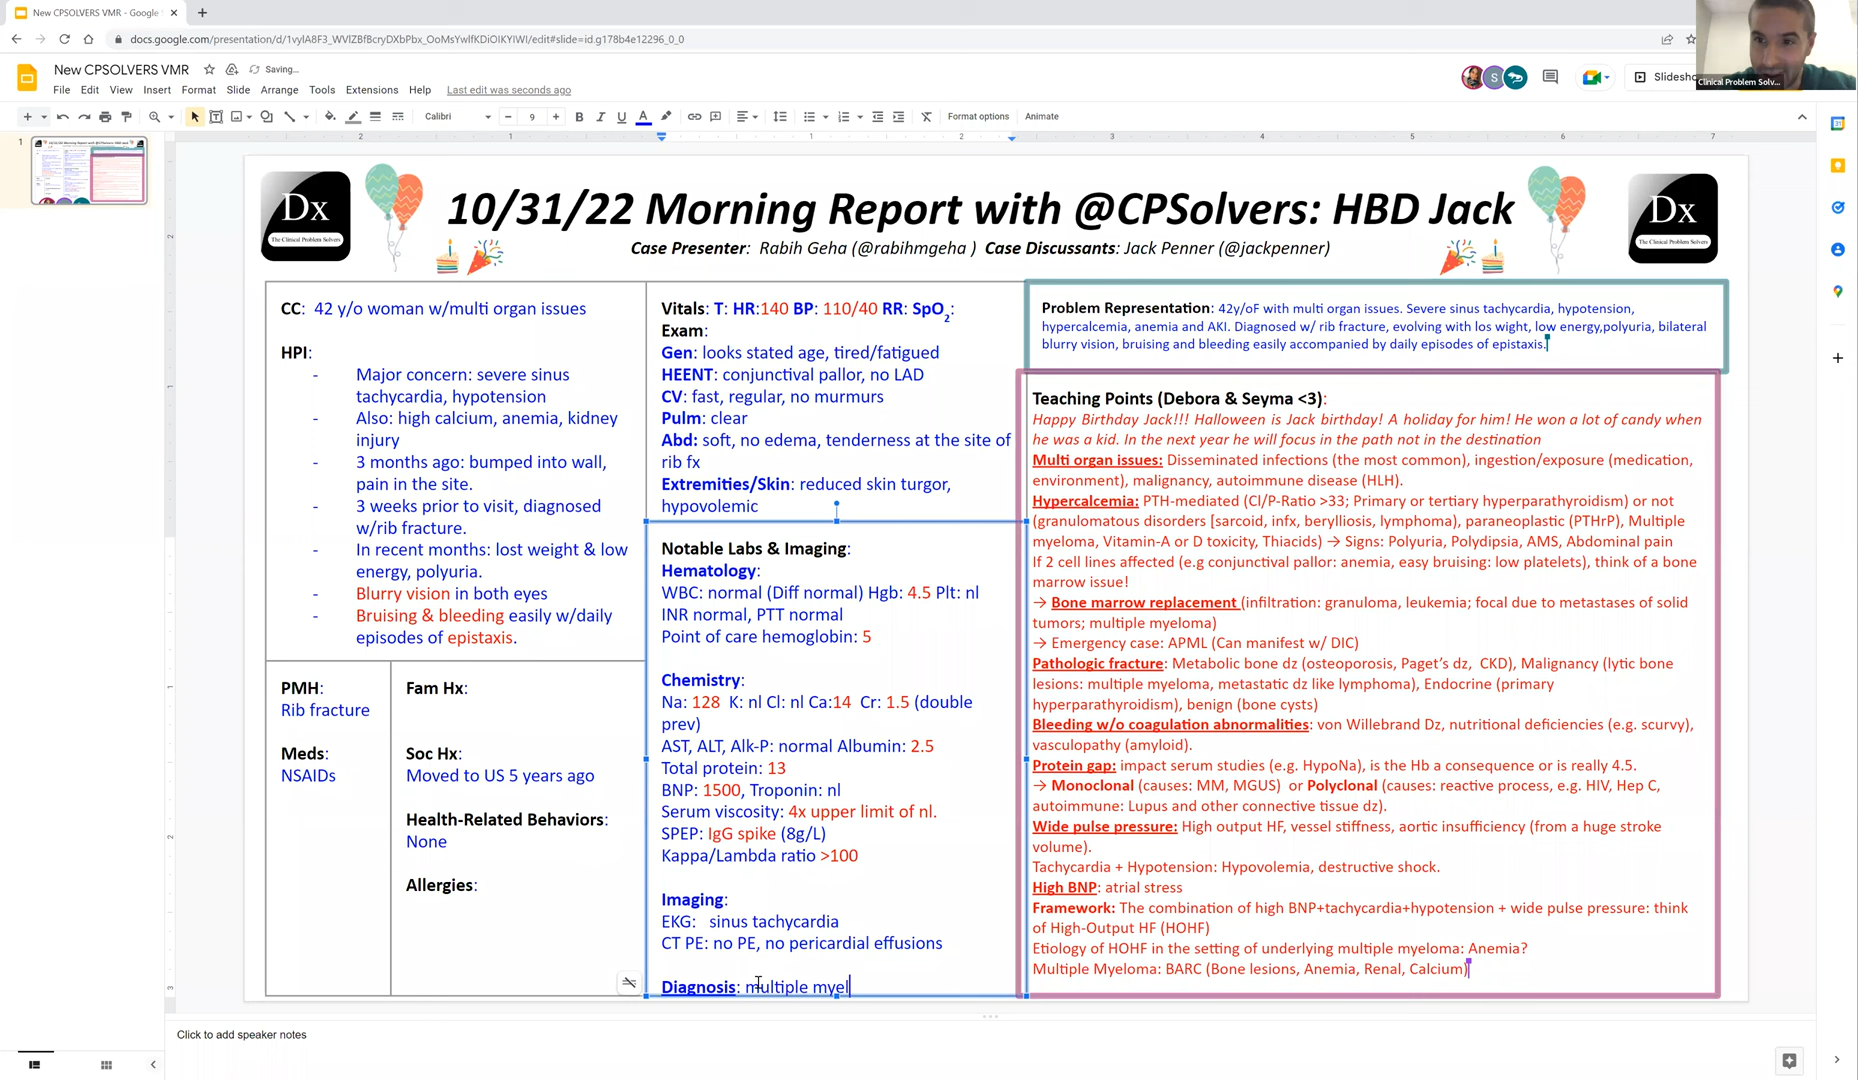 New CPSOLVERS VMR - Google
docs.google.com/presentation/d/1vylA8F3_WVlZBfBcryDXbPbx_OoMsYwlfKDiOIKYIWI/edit#slide=id.g178b4e12296_0_0
New CPSOLVERS VMR
Saving...
File Edit View Insert Format Slide Arrange Tools Extensions Help Last edit was seconds ago
S
Slidesho
Clinical Problem Solv...
Calibri
9
Format options
Animate
2 1 1 2 3 4 5 6 7
1
Dx
The Clinical Problem Solvers
10/31/22 Morning Report with @CPSolvers: HBD Jack
Case Presenter: Rabih Geha (@rabihmgeha ) Case Discussants: Jack Penner (@jackpenner)
Dx
The Clinical Problem Solvers
CC: 42 y/o woman w/multi organ issues
HPI:
- Major concern: severe sinus
tachycardia, hypotension
- Also: high calcium, anemia, kidney
injury
- 3 months ago: bumped into wall,
pain in the site.
- 3 weeks prior to visit, diagnosed
w/rib fracture.
- In recent months: lost weight & low
energy, polyuria.
- Blurry vision in both eyes
- Bruising & bleeding easily w/daily
episodes of epistaxis.
PMH:
Rib fracture
Meds:
NSAIDs
Fam Hx:
Soc Hx:
Moved to US 5 years ago
Health-Related Behaviors:
None
Allergies:
Vitals: T: HR:140 BP: 110/40 RR: SpO2:
Exam:
Gen: looks stated age, tired/fatigued
HEENT: conjunctival pallor, no LAD
CV: fast, regular, no murmurs
Pulm: clear
Abd: soft, no edema, tenderness at the site of
rib fx
Extremities/Skin: reduced skin turgor,
hypovolemic
Notable Labs & Imaging:
Hematology:
WBC: normal (Diff normal) Hgb: 4.5 Plt: nl
INR normal, PTT normal
Point of care hemoglobin: 5
Chemistry:
Na: 128 K: nl Cl: nl Ca:14 Cr: 1.5 (double
prev)
AST, ALT, Alk-P: normal Albumin: 2.5
Total protein: 13
BNP: 1500, Troponin: nl
Serum viscosity: 4x upper limit of nl.
SPEP: IgG spike (8g/L)
Kappa/Lambda ratio >100
Imaging:
EKG: sinus tachycardia
CT PE: no PE, no pericardial effusions
Diagnosis: multiple myel
Problem Representation: 42y/oF with multi organ issues. Severe sinus tachycardia, hypotension,
hypercalcemia, anemia and AKI. Diagnosed w/ rib fracture, evolving with los wight, low energy,polyuria, bilateral
blurry vision, bruising and bleeding easily accompanied by daily episodes of epistaxis.
Teaching Points (Debora & Seyma <3):
Happy Birthday Jack!!! Halloween is Jack birthday! A holiday for him! He won a lot of candy when
he was a kid. In the next year he will focus in the path not in the destination
Multi organ issues: Disseminated infections (the most common), ingestion/exposure (medication,
environment), malignancy, autoimmune disease (HLH).
Hypercalcemia: PTH-mediated (Cl/P-Ratio >33; Primary or tertiary hyperparathyroidism) or not
(granulomatous disorders [sarcoid, infx, berylliosis, lymphoma), paraneoplastic (PTHrP), Multiple
myeloma, Vitamin-A or D toxicity, Thiacids) → Signs: Polyuria, Polydipsia, AMS, Abdominal pain
If 2 cell lines affected (e.g conjunctival pallor: anemia, easy bruising: low platelets), think of a bone
marrow issue!
→ Bone marrow replacement (infiltration: granuloma, leukemia; focal due to metastases of solid
tumors; multiple myeloma)
→ Emergency case: APML (Can manifest w/ DIC)
Pathologic fracture: Metabolic bone dz (osteoporosis, Paget's dz, CKD), Malignancy (lytic bone
lesions: multiple myeloma, metastatic dz like lymphoma), Endocrine (primary
hyperparathyroidism), benign (bone cysts)
Bleeding w/o coagulation abnormalities: von Willebrand Dz, nutritional deficiencies (e.g. scurvy),
vasculopathy (amyloid).
Protein gap: impact serum studies (e.g. HypoNa), is the Hb a consequence or is really 4.5.
→ Monoclonal (causes: MM, MGUS) or Polyclonal (causes: reactive process, e.g. HIV, Hep C,
autoimmune: Lupus and other connective tissue dz).
Wide pulse pressure: High output HF, vessel stiffness, aortic insufficiency (from a huge stroke
volume).
Tachycardia + Hypotension: Hypovolemia, destructive shock.
High BNP: atrial stress
Framework: The combination of high BNP+tachycardia+hypotension + wide pulse pressure: think
of High-Output HF (HOHF)
Etiology of HOHF in the setting of underlying multiple myeloma: Anemia?
Multiple Myeloma: BARC (Bone lesions, Anemia, Renal, Calcium)
Click to add speaker notes